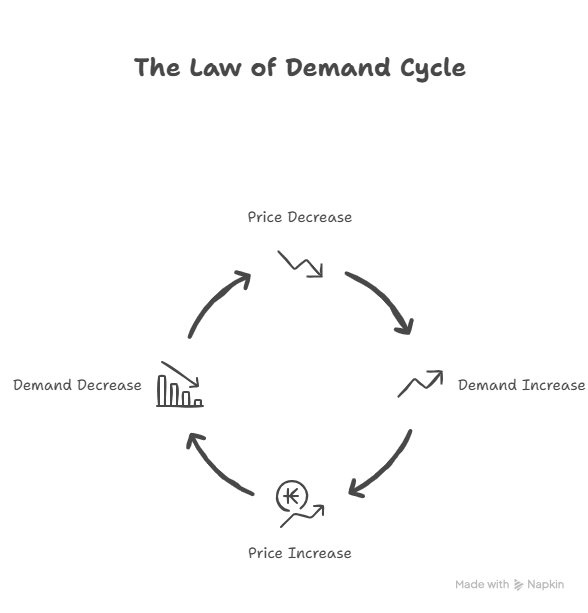 The Law of Demand Cycle
Price Decrease
Demand Decrease
Demand Increase
Price Increase
Made with Napkin